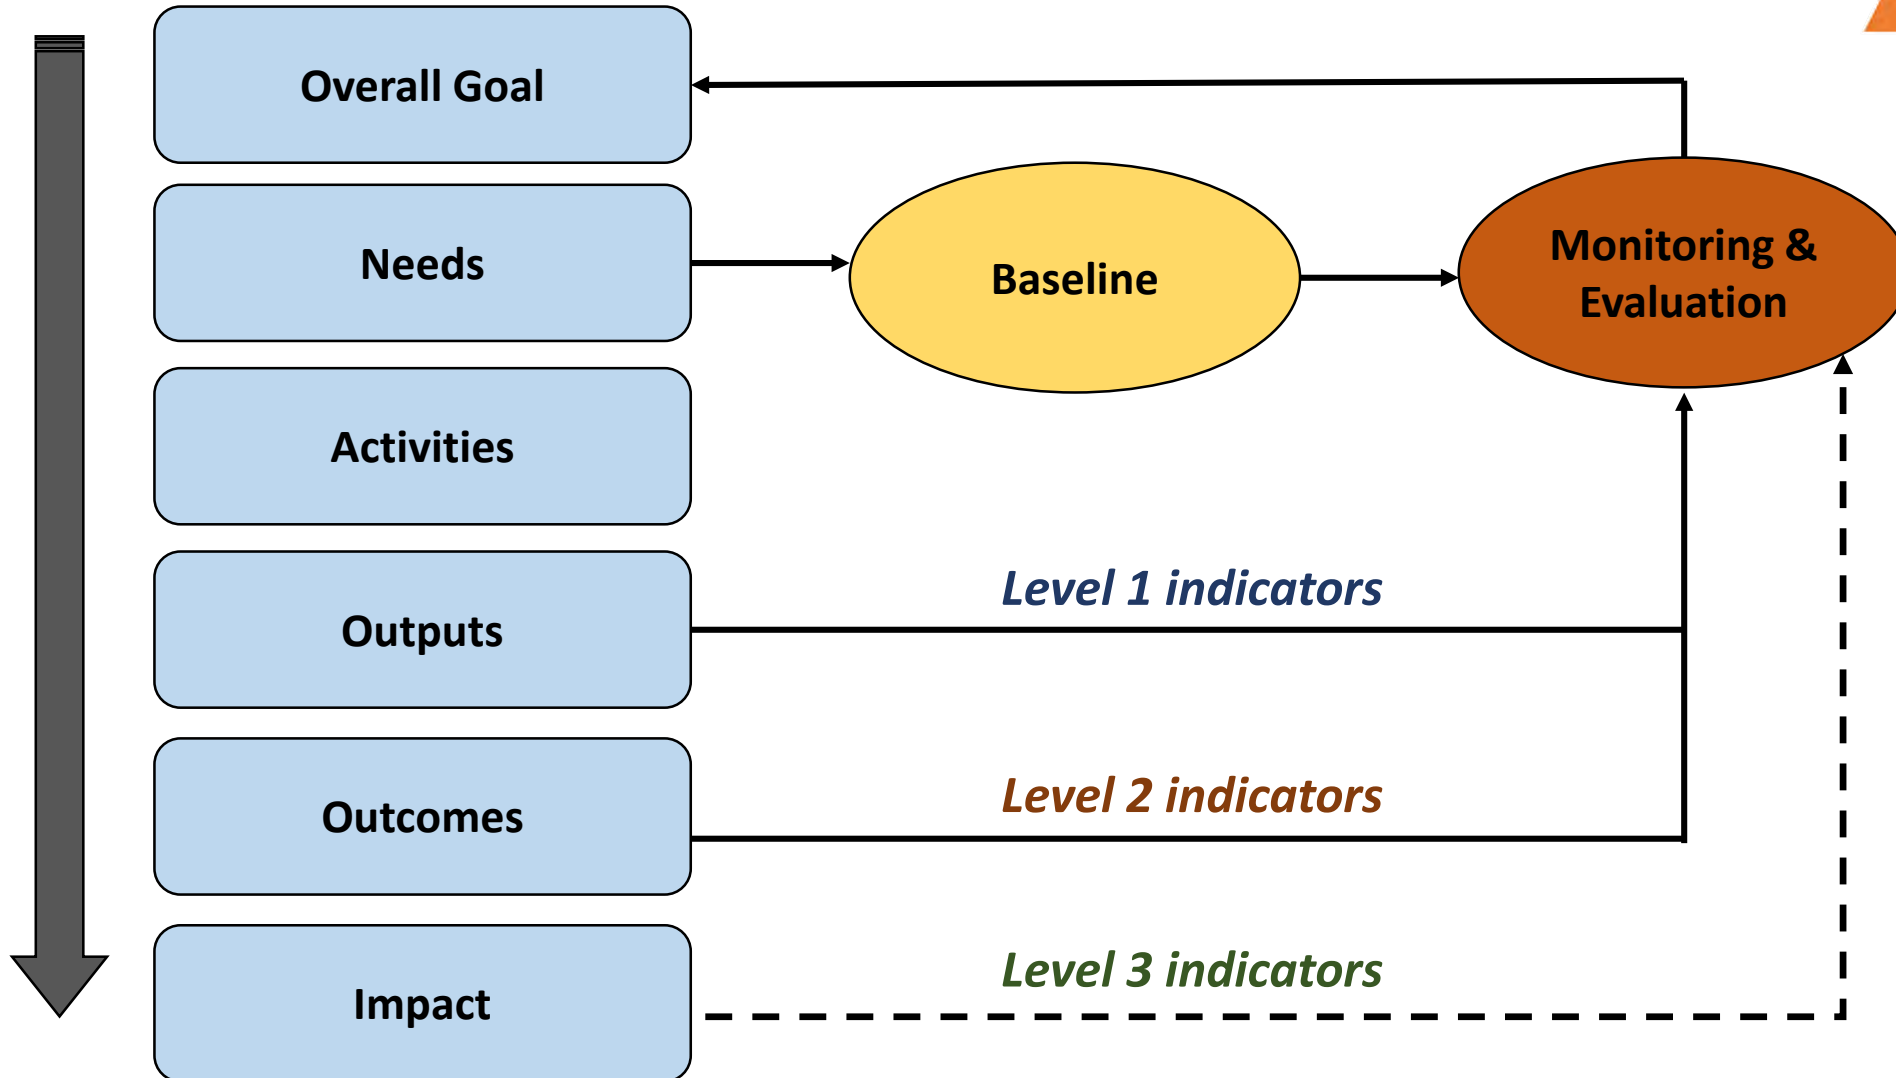 Overall Goal
Needs
Baseline
Monitoring &
Evaluation
Activities
Level 1 indicators
Outputs
Level 2 indicators
Outcomes
Level 3 indicators
Impact